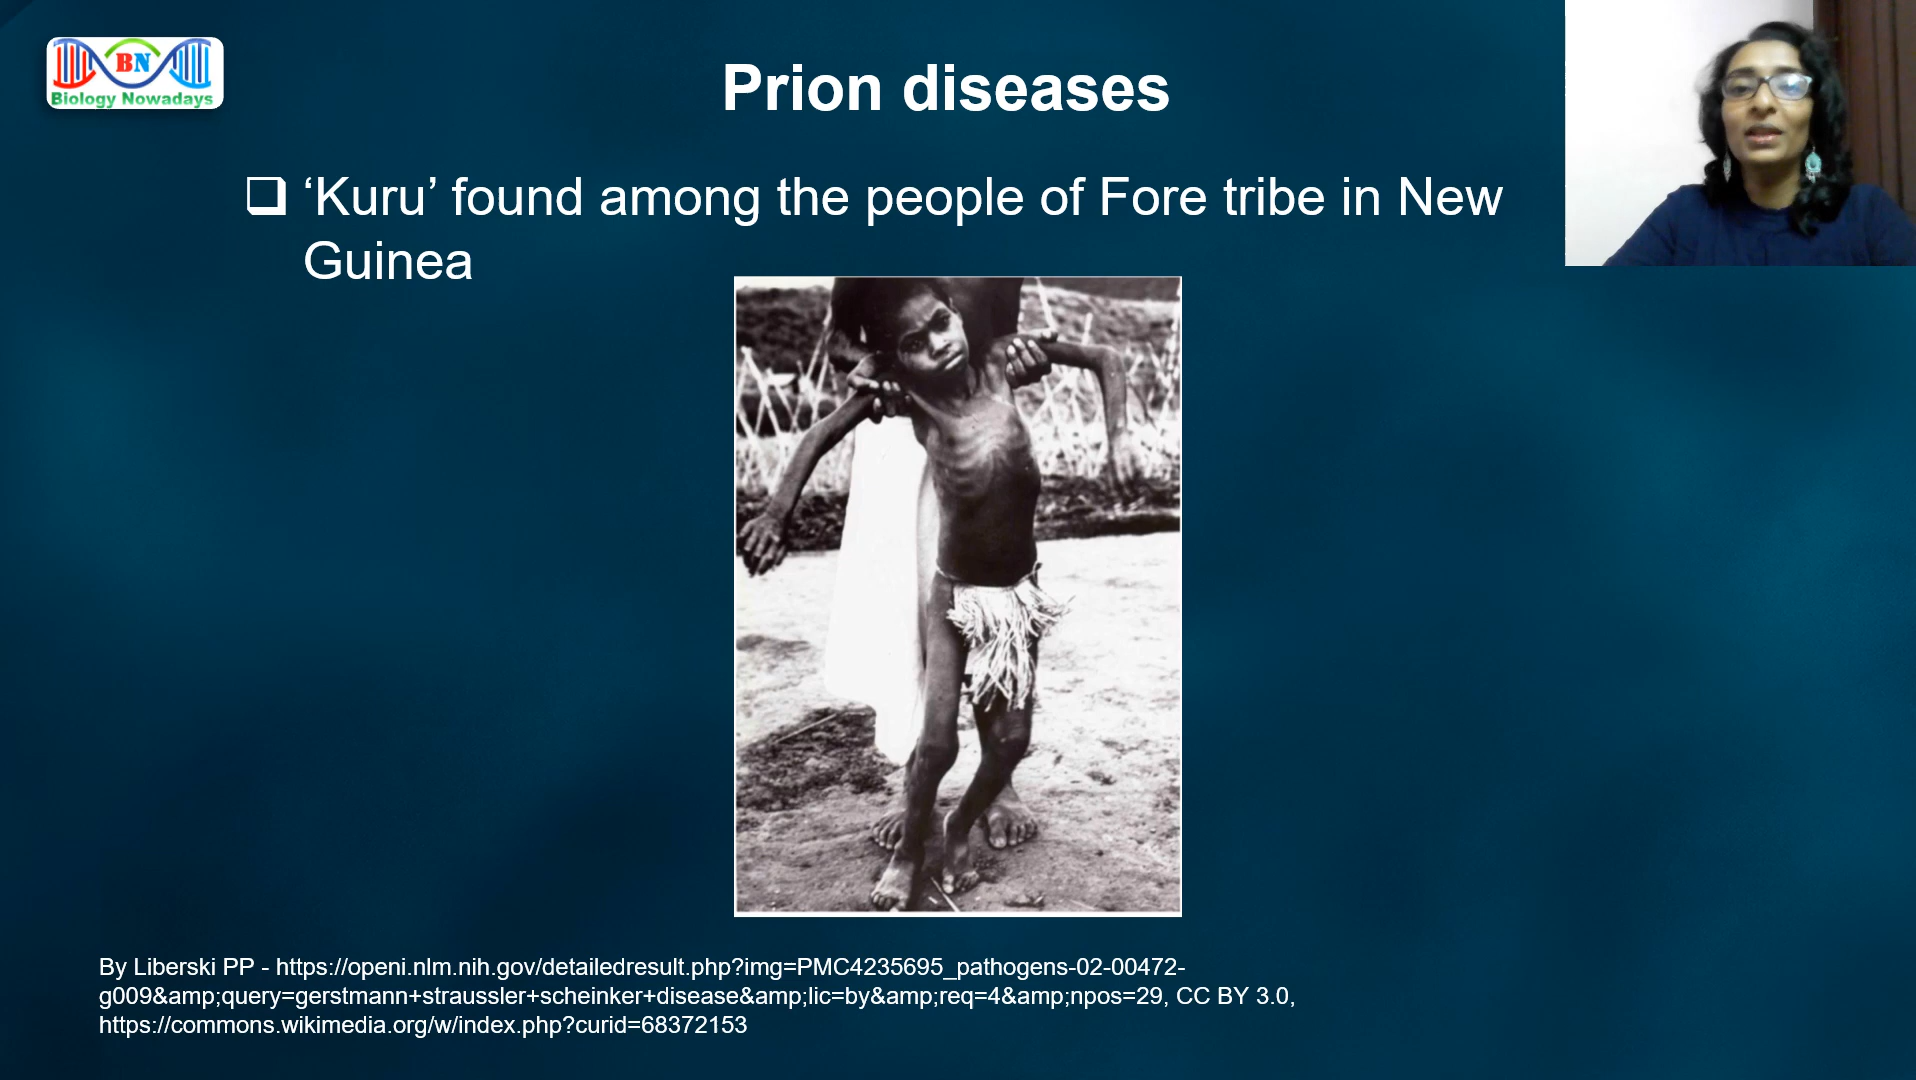 BN
Biology Nowadays
Prion diseases
‘Kuru’ found among the people of Fore tribe in New
Guinea
By Liberski PP - https://openi.nlm.nih.gov/detailedresult.php?img=PMC4235695_pathogens-02-00472-
g009&amp;query=gerstmann+straussler+scheinker+disease&amp;lic=by&amp;req=4&amp;npos=29, CC BY 3.0,
https://commons.wikimedia.org/w/index.php?curid=68372153